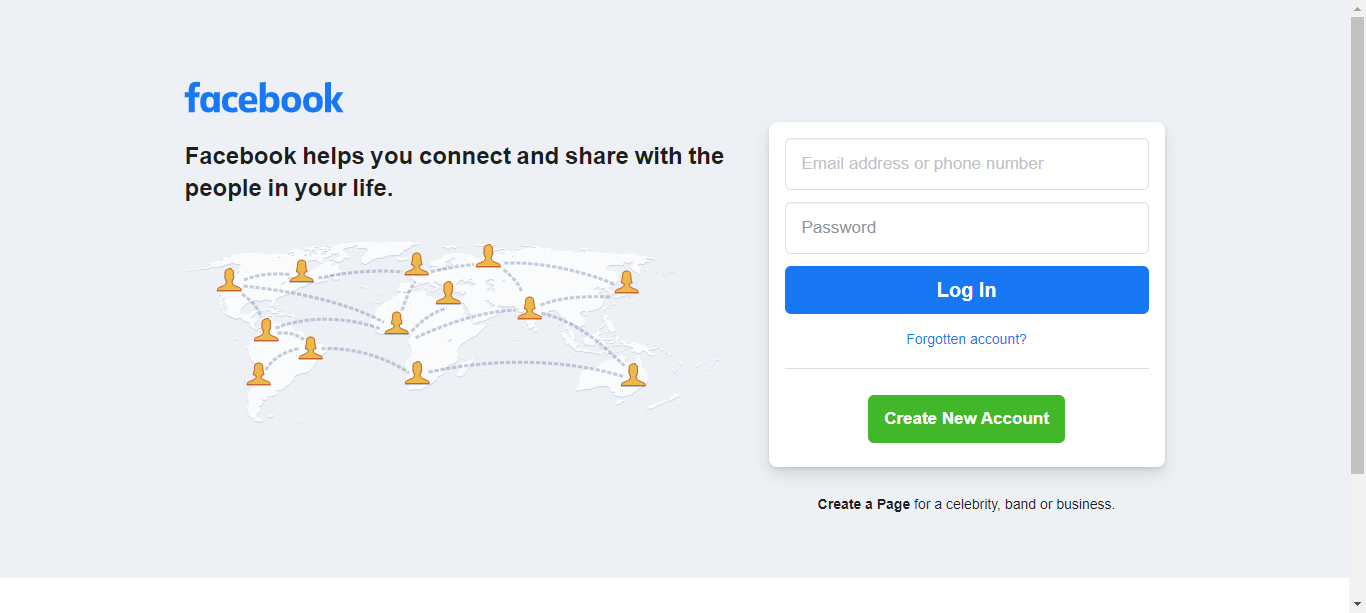 facebook
Facebook helps you connect and share with the
people in your life.
Email address or phone number
Password
Log In
Forgotten account?
Create New Account
Create a Page for a celebrity, band or business.